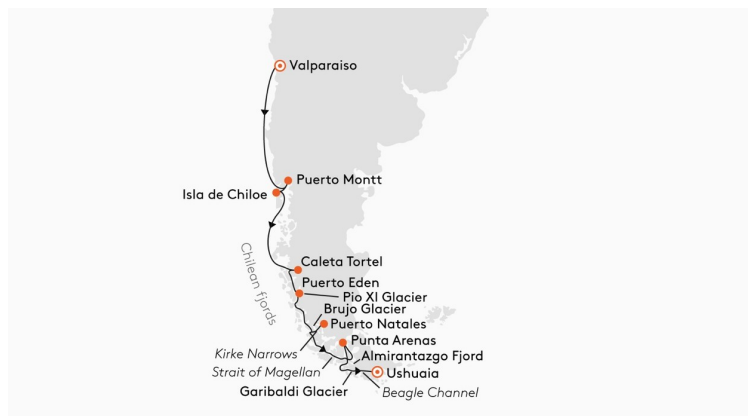 Valparaiso
Puerto Montt
Isla de Chiloe
Caleta Tortel
Chilean fjords
Puerto Eden
Pio XI Glacier
Brujo Glacier
Puerto Natales
Punta Arenas
Kirke Narrows
Almirantazgo Fjord
Strait of Magellan
Ushuaia
Garibaldi Glacier
Beagle Channel